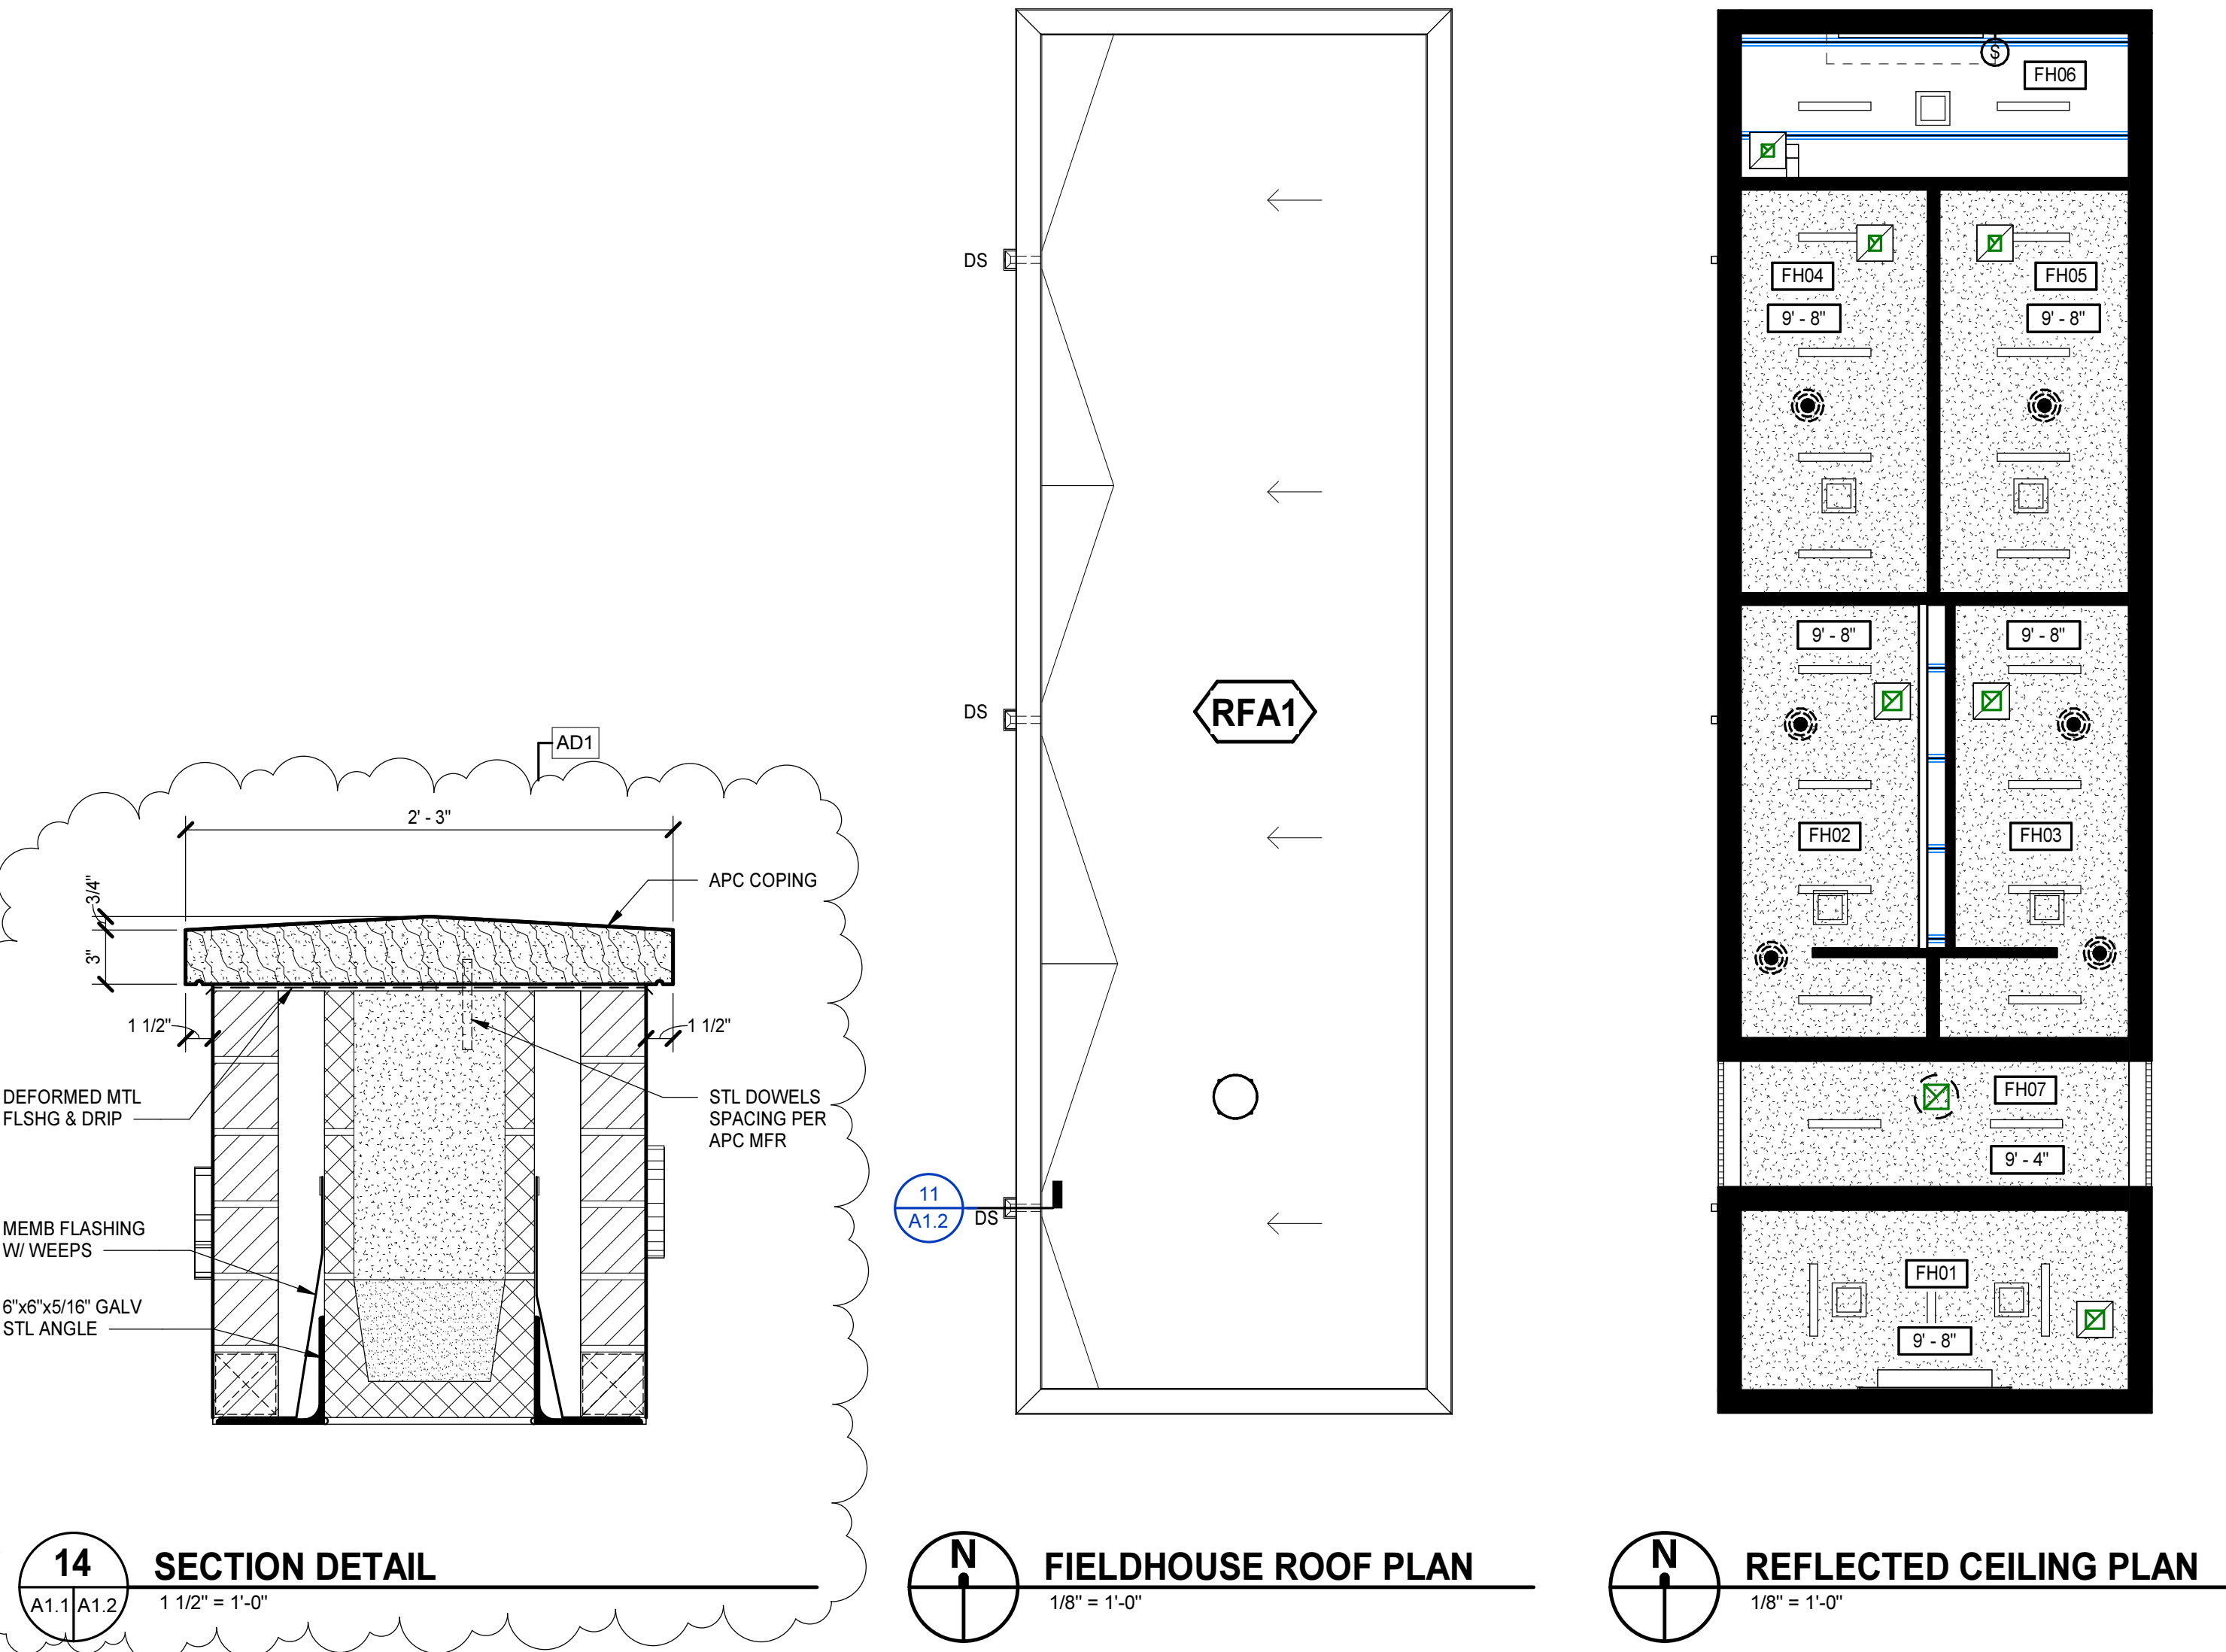 AD1
2' - 3"
3/4"
3"
APC COPING
1 1/2"
1 1/2"
DEFORMED MTL
FLSHG & DRIP
STL DOWELS
SPACING PER
APC MFR
MEMB FLASHING
W/ WEEPS
6"x6"x5/16" GALV
STL ANGLE
14
A1.1
A1.2
SECTION DETAIL
1 1/2" = 1'-0"
DS
DS
RFA1
11
A1.2
DS
N
FIELDHOUSE ROOF PLAN
1/8" = 1'-0"
$
FH06
FH04
FH05
9' - 8"
9' - 8"
9' - 8"
9' - 8"
FH02
FH03
FH07
9' - 4"
FH01
9' - 8"
N
REFLECTED CEILING PLAN
1/8" = 1'-0"